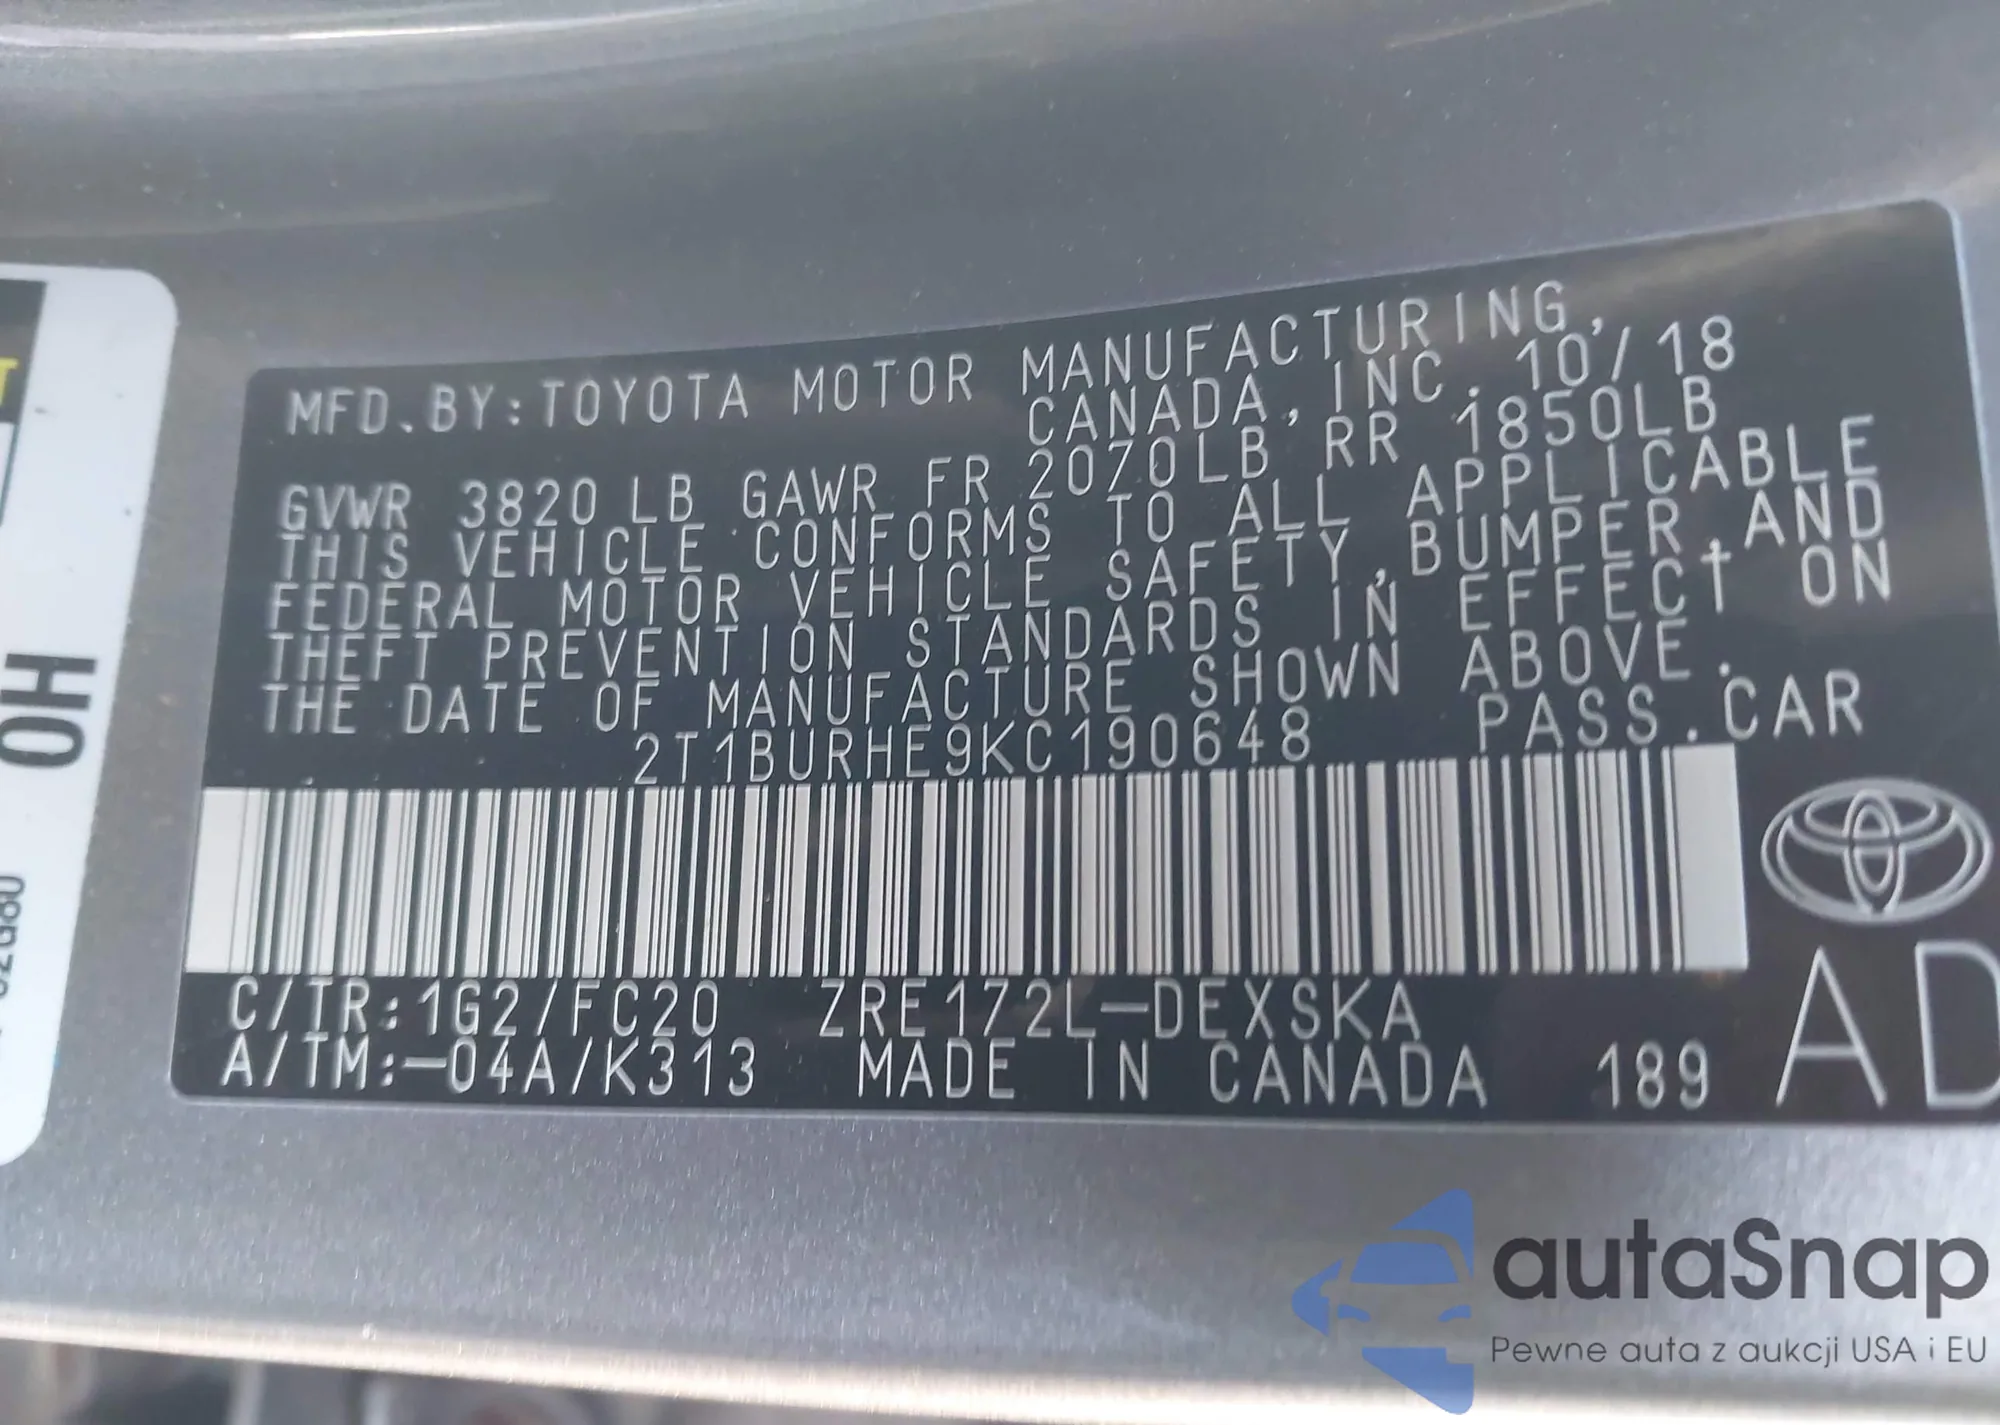 MFD.BY:TOYOTA MOTOR MANUFACTURING,
CANADA, INC. 10/18
GVWR 3820 LB GAWR FR 2070LB RR 1850LB
THIS VEHICLE CONFORMS TO ALL APPLICABLE
FEDERAL MOTOR VEHICLE SAFETY,BUMPER,AND
THEFT PREVENTION STANDARDS IN EFFECT ON
THE DATE OF MANUFACTURE SHOWN ABOVE.
2T1BURHE9KC190648 PASS.CAR
C/TR:1G2/FC20 ZRE172L-DEXSKA
A/TM:-04A/K313 MADE IN CANADA 189
AD
OH
autaSnap
Pewne auta z aukcji USA i EU